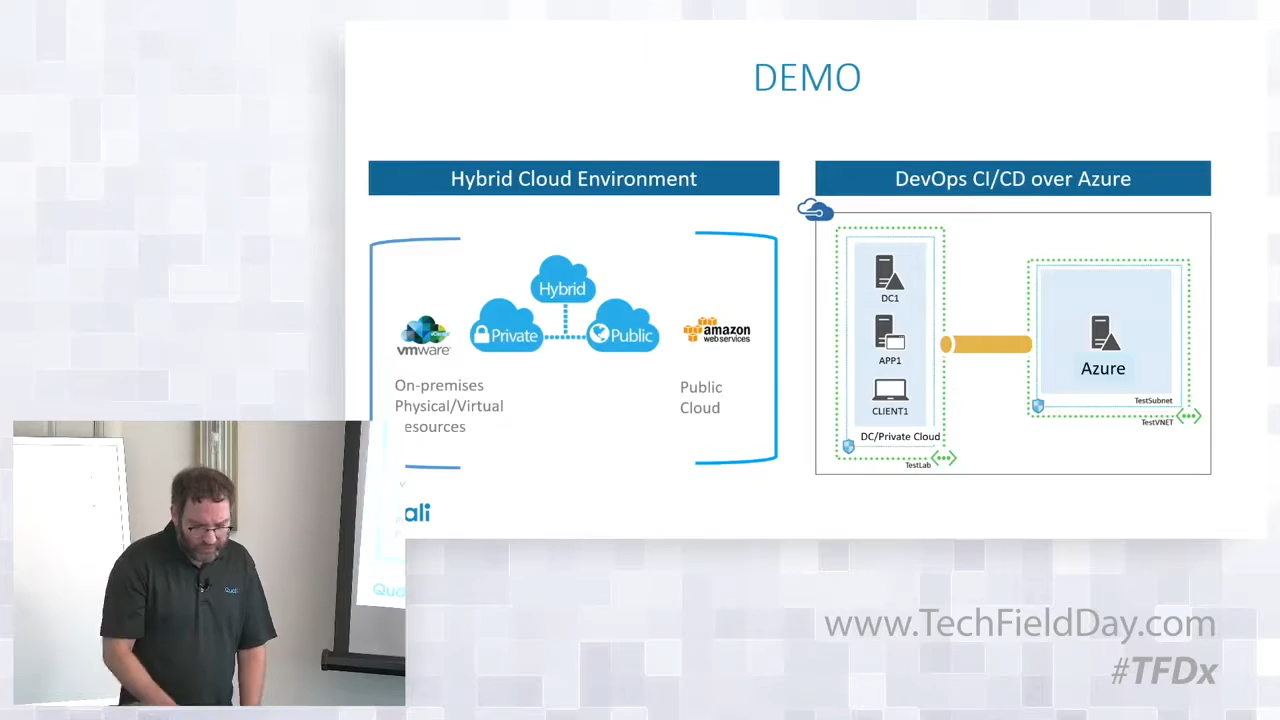 DEMO
Hybrid Cloud Environment
DevOps CI/CD over Azure
Hybrid
Private
Public
vmware
amazon
web services
On-premises
Physical/Virtual
esources
Public
Cloud
ali
DC1
APP1
CLIENT1
DC/Private Cloud
TestLab
Azure
TestSubnet
TestVNET
Qua
www.TechFieldDay.com
#TFDx